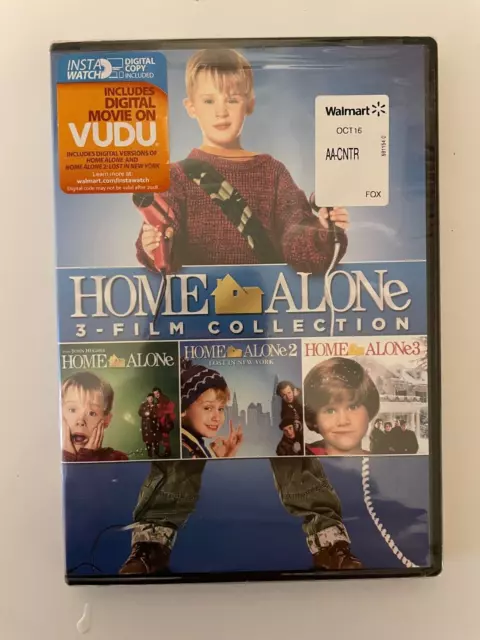 INSTA
WATCH
DIGITAL
COPY
INCLUDED
INCLUDES
DIGITAL
MOVIE ON
VUDU
INCLUDES DIGITAL VERSIONS OF
HOME ALONE AND
HOME ALONE 2: LOST IN NEW YORK
Learn more at
walmart.com/instawatch
Walmart
OCT16
AA-CNTR
FOX
HOME ALONe
3-FILM COLLECTION
HOME ALONe
HOME ALONe 2
LOST IN NEW YORK
HOME ALONe 3